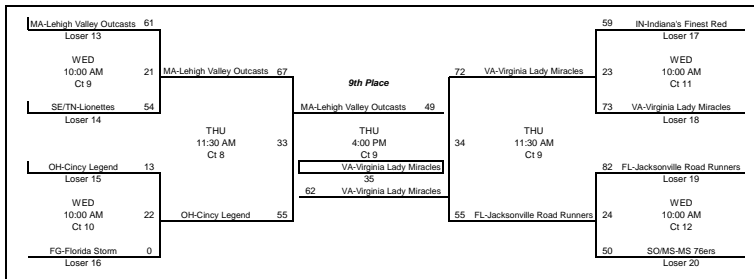 MA-Lehigh Valley Outcasts 61
Loser 13
WED
10:00 AM
Ct 9
21 MA-Lehigh Valley Outcasts 67
SE/TN-Lionettes 54
Loser 14
THU
11:30 AM
Ct 8
33
OH-Cincy Legend 13
Loser 15
WED
10:00 AM
Ct 10
22 OH-Cincy Legend 55
FG-Florida Storm 0
Loser 16
9th Place
MA-Lehigh Valley Outcasts 49
THU
4:00 PM
Ct 9
VA-Virginia Lady Miracles
35
62 VA-Virginia Lady Miracles
59 IN-Indiana's Finest Red
Loser 17
72 VA-Virginia Lady Miracles 23
WED
10:00 AM
Ct 11
73 VA-Virginia Lady Miracles
Loser 18
34
THU
11:30 AM
Ct 9
82 FL-Jacksonville Road Runners
Loser 19
55 FL-Jacksonville Road Runners 24
WED
10:00 AM
Ct 12
50 SO/MS-MS 76ers
Loser 20